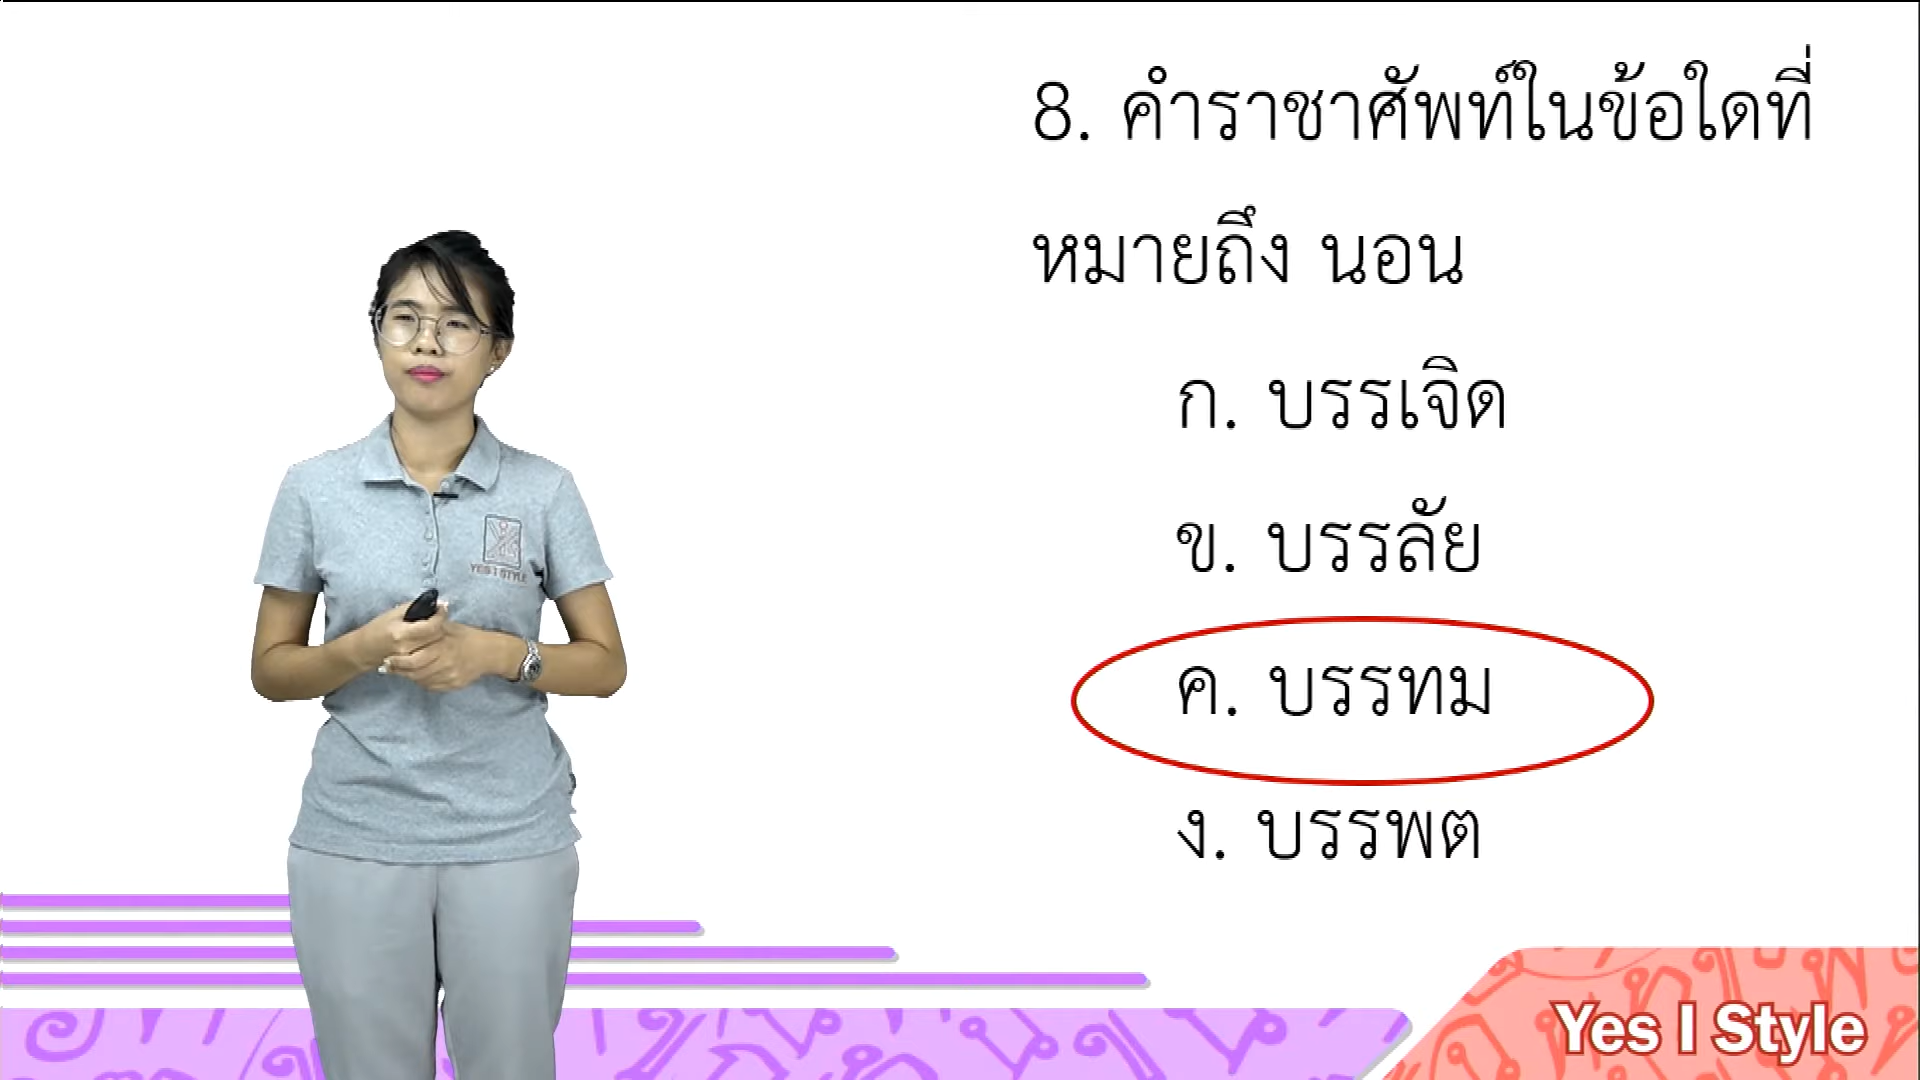 8. คำราชาศัพท์ในข้อใดที่
หมายถึง นอน
ก. บรรเจิด
ข. บรรลัย
ค. บรรทม
ง. บรรพต
YES I STYLE
Yes I Style